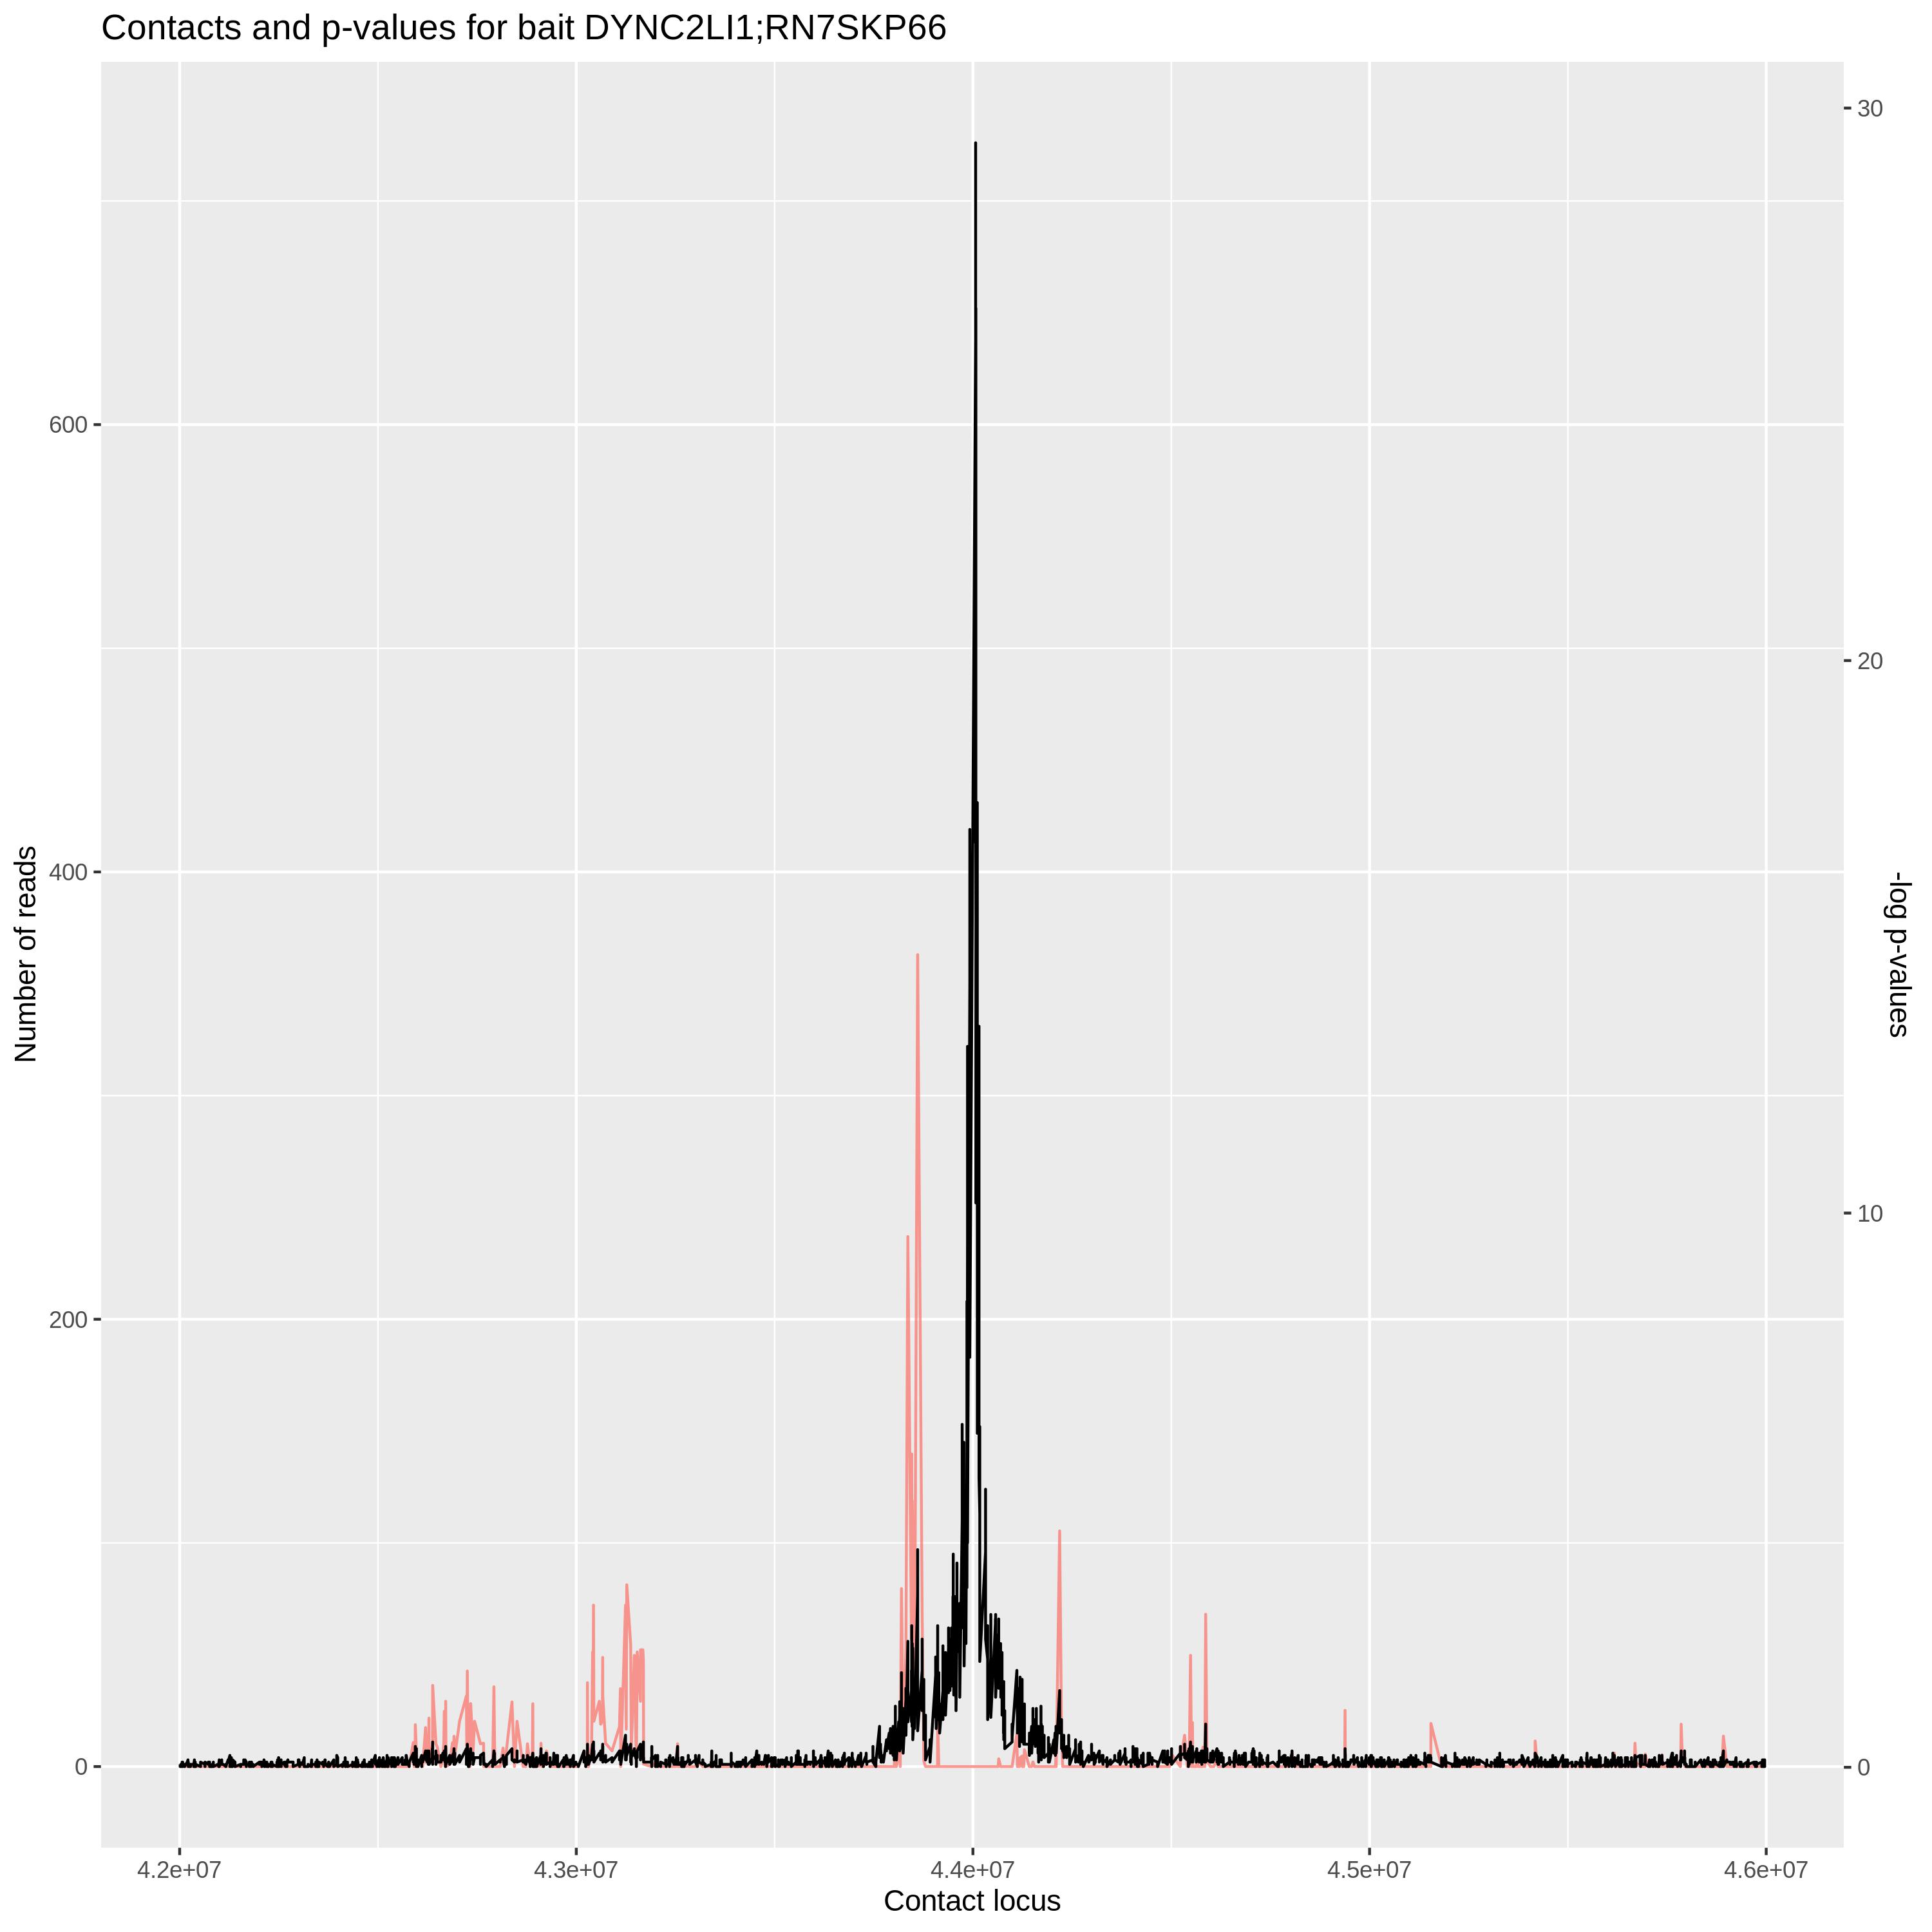 Contacts and p-values for bait DYNC2LI1;RN7SKP66
30
600
20
400
Number of reads
-log p-values
10
200
0
0
4.2e+07
4.3e+07
4.4e+07
4.5e+07
4.6e+07
Contact locus